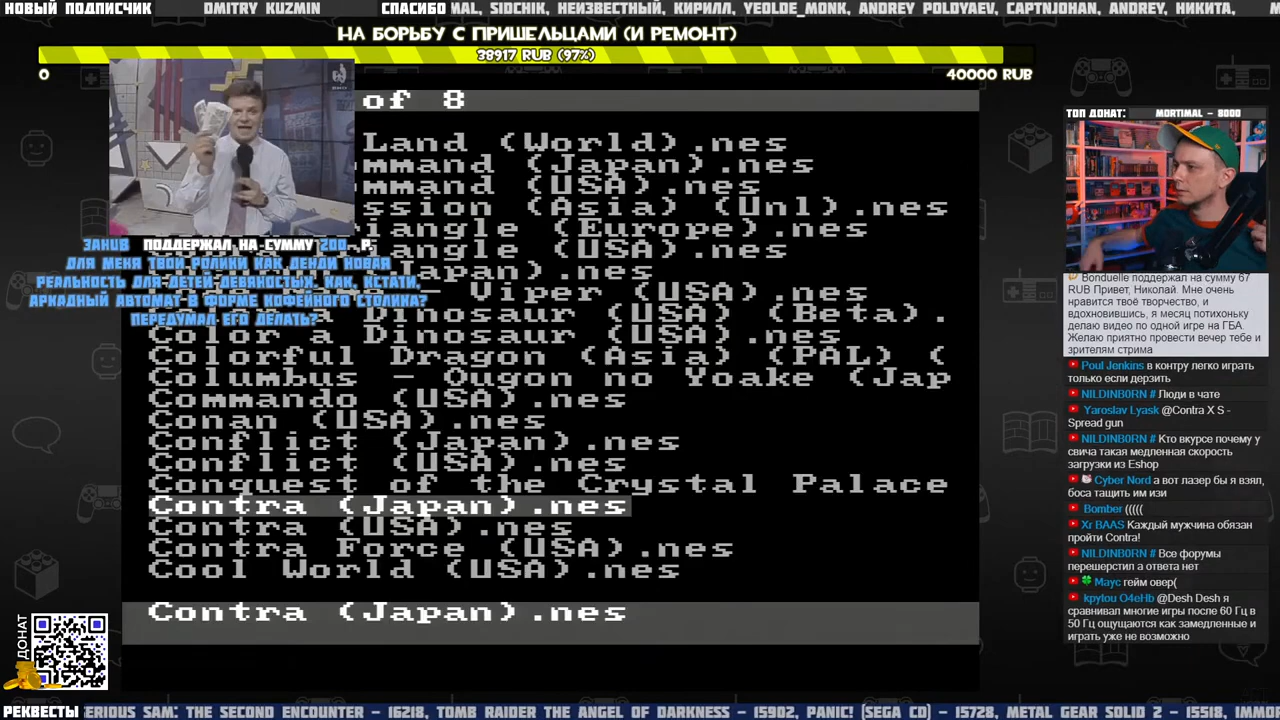 НОВЫЙ ПОДПИСЧИК
DMITRY KUZMIN
СПАСИБО
MAL, SIDCHIK, НЕИЗВЕСТНЫЙ, КИРИЛЛ, YEOLDE_MONK, ANDREY POLOYAEV, CAPTNJOHAN, ANDREY, НИКИТА,
НА БОРЬБУ С ПРИШЕЛЬЦАМИ (И РЕМОНТ)
38917 RUB (97%)
0
40000 RUB
of 8
Land (World).nes
mmand (Japan).nes
mmand (USA).nes
ssion (Asia) (Unl).nes
iangle (Europe).nes
angle (USA).nes
Japan).nes
Viper (USA).nes
Dinosaur (USA) (Beta).
Color a Dinosaur (USA).nes
Colorful Dragon (Asia) (PAL) (
Columbus - Ougon no Yoake (Jap
Commando (USA).nes
Conan (USA).nes
Conflict (Japan).nes
Conflict (USA).nes
Conquest of the Crystal Palace
Contra (Japan).nes
Contra (USA).nes
Contra Force (USA).nes
Cool World (USA).nes
Contra (Japan).nes
ЗАНИВ ПОДДЕРЖАЛ НА СУММУ 200 Р.
ДЛЯ МЕНЯ ТВОИ РОЛИКИ КАК ДЕНДИ НОВАЯ
РЕАЛЬНОСТЬ ДЛЯ ДЕТЕЙ ДЕВЯНОСТЫХ. КАК, КСТАТИ,
АРКАДНЫЙ АВТОМАТ В ФОРМЕ КОФЕЙНОГО СТОЛИКА?
ПЕРЕДУМАЛ ЕГО ДЕЛАТЬ?
ТОП ДОНАТ:
MORTIMAL - 8000
Bonduelle поддержал на сумму 67
RUB Привет, Николай. Мне очень
нравится твоё творчество, и
вдохновившись, я месяц потихоньку
делаю видео по одной игре на ГБА.
Желаю приятно провести вечер тебе и
зрителям стрима
Poul Jenkins в контру легко играть
только если дерзить
NILDINB0RN # Люди в чате
Yaroslav Lyask @Contra X S -
Spread gun
NILDINB0RN # Кто вкурсе почему у
свича такая медленная скорость
загрузки из Eshop
Cyber Nord а вот лазер бы я взял,
боса тащить им изи
Bomber (((((
Xr BAAS Каждый мужчина обязан
пройти Contra!
NILDINB0RN # Все форумы
перешерстил а ответа нет
Маус гейм овер(
kpylou O4eHb @Desh Desh я
сравнивал многие игры после 60 Гц в
50 Гц ощущаются как замедленные и
играть уже не возможно
ДОНАТ
РЕКВЕСТЫ
ERIOUS SAM: THE SECOND ENCOUNTER - 16218, TOMB RAIDER THE ANGEL OF DARKNESS - 15902, PANIC! (SEGA CD) - 15728, METAL GEAR SOLID 2 - 15518, IMMO